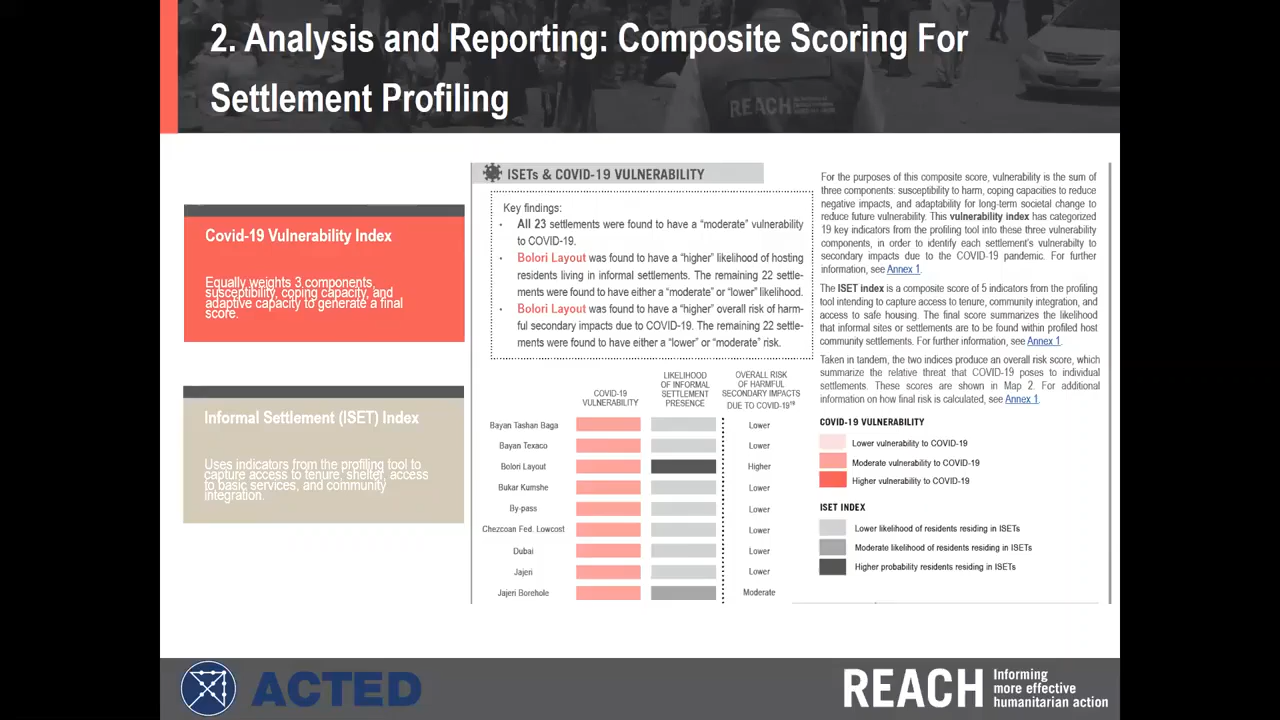 2. Analysis and Reporting: Composite Scoring For
Settlement Profiling
REACH
Covid-19 Vulnerability Index
Equally weights 3 components,
susceptibility, coping capacity, and
adaptive capacity to generate a final
score.
Informal Settlement (ISET) Index
Uses indicators from the profiling tool to
capture access to tenure, shelter, access
to basic services, and community
integration.
ISETs & COVID-19 VULNERABILITY
Key findings:
• All 23 settlements were found to have a “moderate” vulnerability
to COVID-19.
• Bolori Layout was found to have a “higher” likelihood of hosting
residents living in informal settlements. The remaining 22 settle-
ments were found to have either a “moderate” or “lower” likelihood.
• Bolori Layout was found to have a “higher” overall risk of harm-
ful secondary impacts due to COVID-19. The remaining 22 settle-
ments were found to have either a “lower” or “moderate” risk.
COVID-19
VULNERABILITY
LIKELIHOOD
OF INFORMAL
SETTLEMENT
PRESENCE
OVERALL RISK
OF HARMFUL
SECONDARY IMPACTS
DUE TO COVID-19
Bayan Tashan Baga Lower
Bayan Texaco Lower
Bolori Layout Higher
Bukar Kumshe Lower
By-pass Lower
Chezcoan Fed. Lowcost Lower
Dubai Lower
Jajeri Lower
Jajeri Borehole Moderate
For the purposes of this composite score, vulnerability is the sum of
three components: susceptibility to harm, coping capacities to reduce
negative impacts, and adaptability for long-term societal change to
reduce future vulnerability. This vulnerability index has categorized
19 key indicators from the profiling tool into these three vulnerability
components, in order to identify each settlement's vulnerabilty to
secondary impacts due to the COVID-19 pandemic. For further
information, see Annex 1.
The ISET index is a composite score of 5 indicators from the profiling
tool intending to capture access to tenure, community integration, and
access to safe housing. The final score summarizes the likelihood
that informal sites or settlements are to be found within profiled host
community settlements. For further information, see Annex 1.
Taken in tandem, the two indices produce an overall risk score, which
summarize the relative threat that COVID-19 poses to individual
settlements. These scores are shown in Map 2. For additional
information on how final risk is calculated, see Annex 1.
COVID-19 VULNERABILITY
Lower vulnerability to COVID-19
Moderate vulnerability to COVID-19
Higher vulnerability to COVID-19
ISET INDEX
Lower likelihood of residents residing in ISETs
Moderate likelihood of residents residing in ISETs
Higher probability residents residing in ISETs
ACTED
REACH
Informing
more effective
humanitarian action